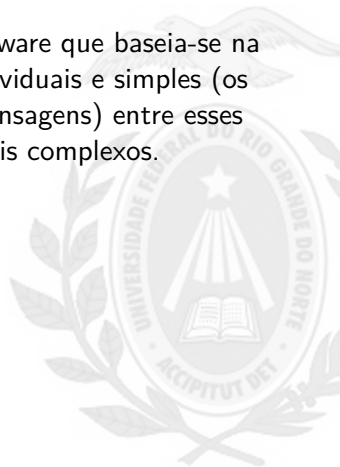 ware que baseia-se na
viduais e simples (os
nsagens) entre esses
is complexos.
UNIVERSIDADE FEDERAL DO RIO GRANDE DO NORTE
ACCIPITUT DET